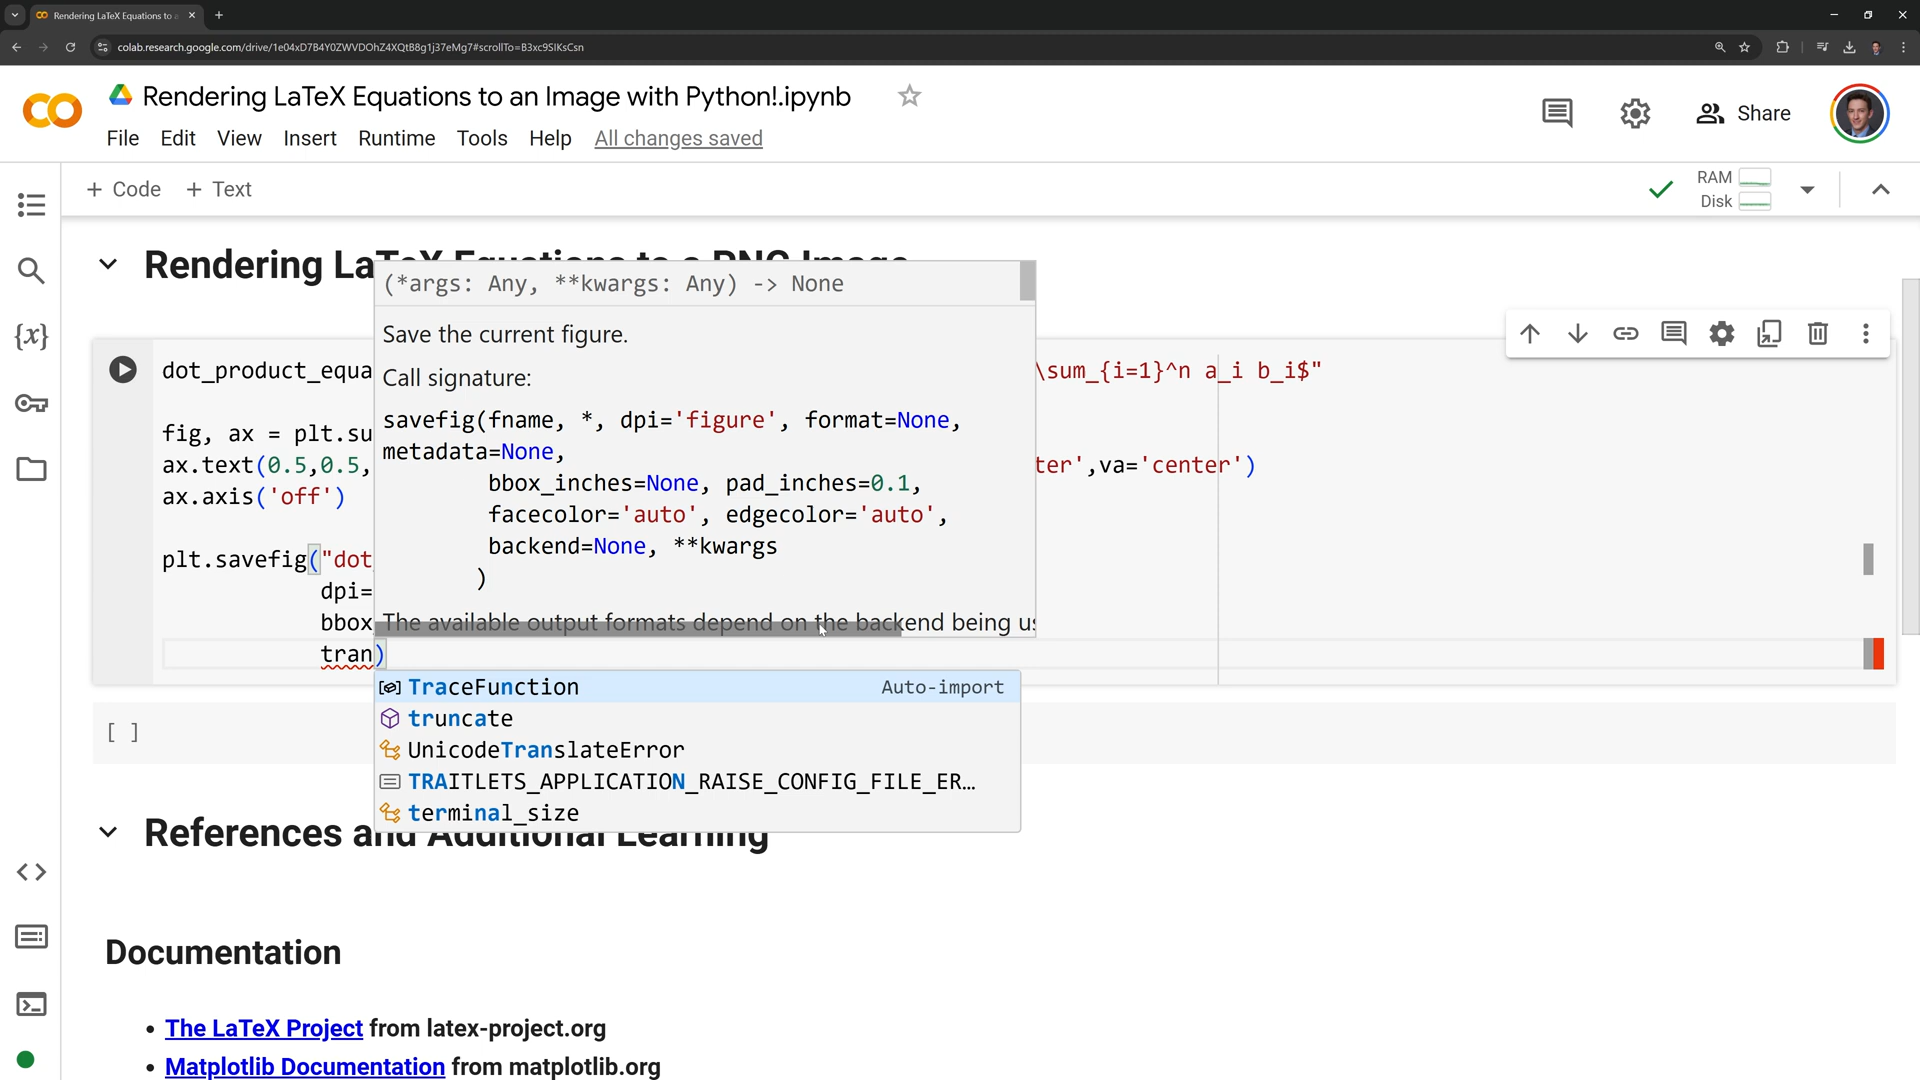 Rendering LaTeX Equations to a
colab.research.google.com/drive/1e04xD7B4Y0ZWVDOhZ4XQtB8g1j37eMg7#scrollTo=B3xc9SlKsCsn
Rendering LaTeX Equations to an Image with Python!.ipynb
File Edit View Insert Runtime Tools Help All changes saved
Share
+ Code + Text
RAM
Disk
Rendering LaTeX Equations to a PNG Image
(*args: Any, **kwargs: Any) -> None
Save the current figure.
Call signature:
dot_product_equa \sum_{i=1}^n a_i b_i$"
savefig(fname, *, dpi='figure', format=None,
fig, ax = plt.su metadata=None,
ax.text(0.5,0.5, ter',va='center')
bbox_inches=None, pad_inches=0.1,
ax.axis('off')
facecolor='auto', edgecolor='auto',
backend=None, **kwargs
plt.savefig("dot
)
dpi=
bbox The available output formats depend on the backend being us
tran)
TraceFunction Auto-import
truncate
[ ]
UnicodeTranslateError
TRAITLETS_APPLICATION_RAISE_CONFIG_FILE_ER…
terminal_size
References and Additional Learning
Documentation
• The LaTeX Project from latex-project.org
• Matplotlib Documentation from matplotlib.org